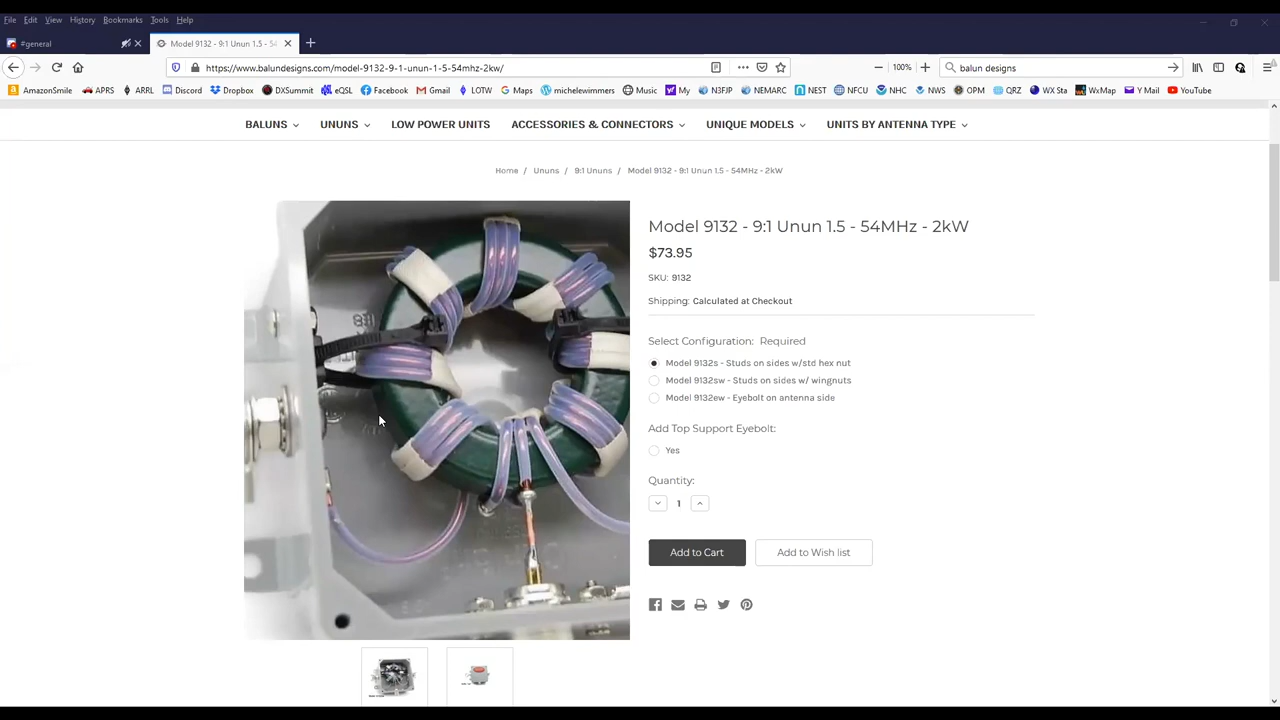 File Edit View History Bookmarks Tools Help
#general
Model 9132 - 9:1 Unun 1.5 - 54
https://www.balundesigns.com/model-9132-9-1-unun-1-5-54mhz-2kw/
100%
balun designs
AmazonSmile APRS ARRL Discord Dropbox DXSummit eQSL Facebook Gmail LOTW Maps michelewimmers Music My N3FJP NEMARC NEST NFCU NHC NWS OPM QRZ WX Sta WxMap Y Mail YouTube
BALUNS UNUNS LOW POWER UNITS ACCESSORIES & CONNECTORS UNIQUE MODELS UNITS BY ANTENNA TYPE
Home / Ununs / 9:1 Ununs / Model 9132 - 9:1 Unun 1.5 - 54MHz - 2kW
Model 9132 - 9:1 Unun 1.5 - 54MHz - 2kW
$73.95
SKU: 9132
Shipping: Calculated at Checkout
Select Configuration: Required
Model 9132s - Studs on sides w/std hex nut
Model 9132sw - Studs on sides w/ wingnuts
Model 9132ew - Eyebolt on antenna side
Add Top Support Eyebolt:
Yes
Quantity:
1
Add to Cart
Add to Wish list